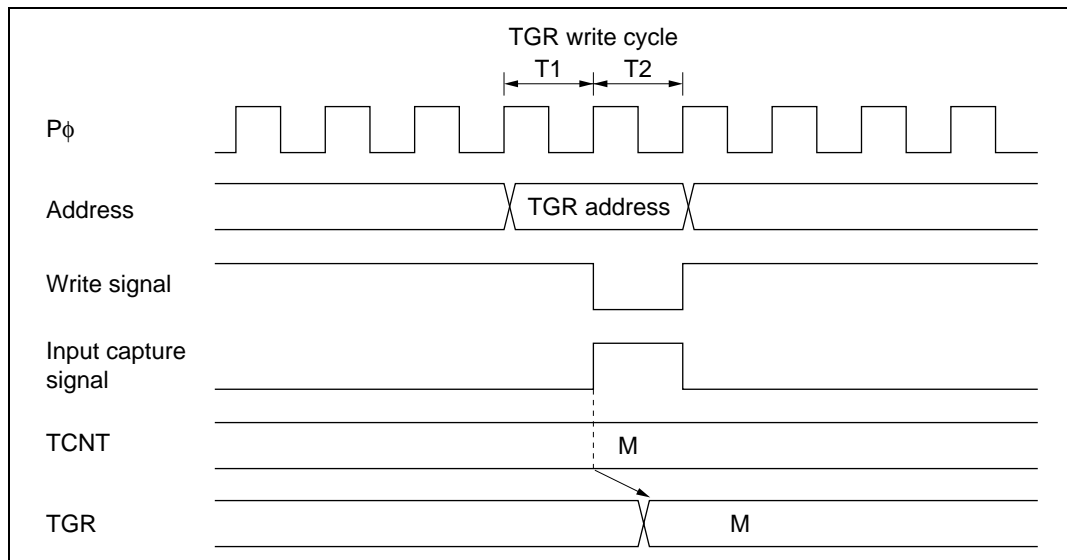 TGR write cycle
T1 T2
Pϕ
Address
TGR address
Write signal
Input capture
signal
TCNT
M
TGR
M